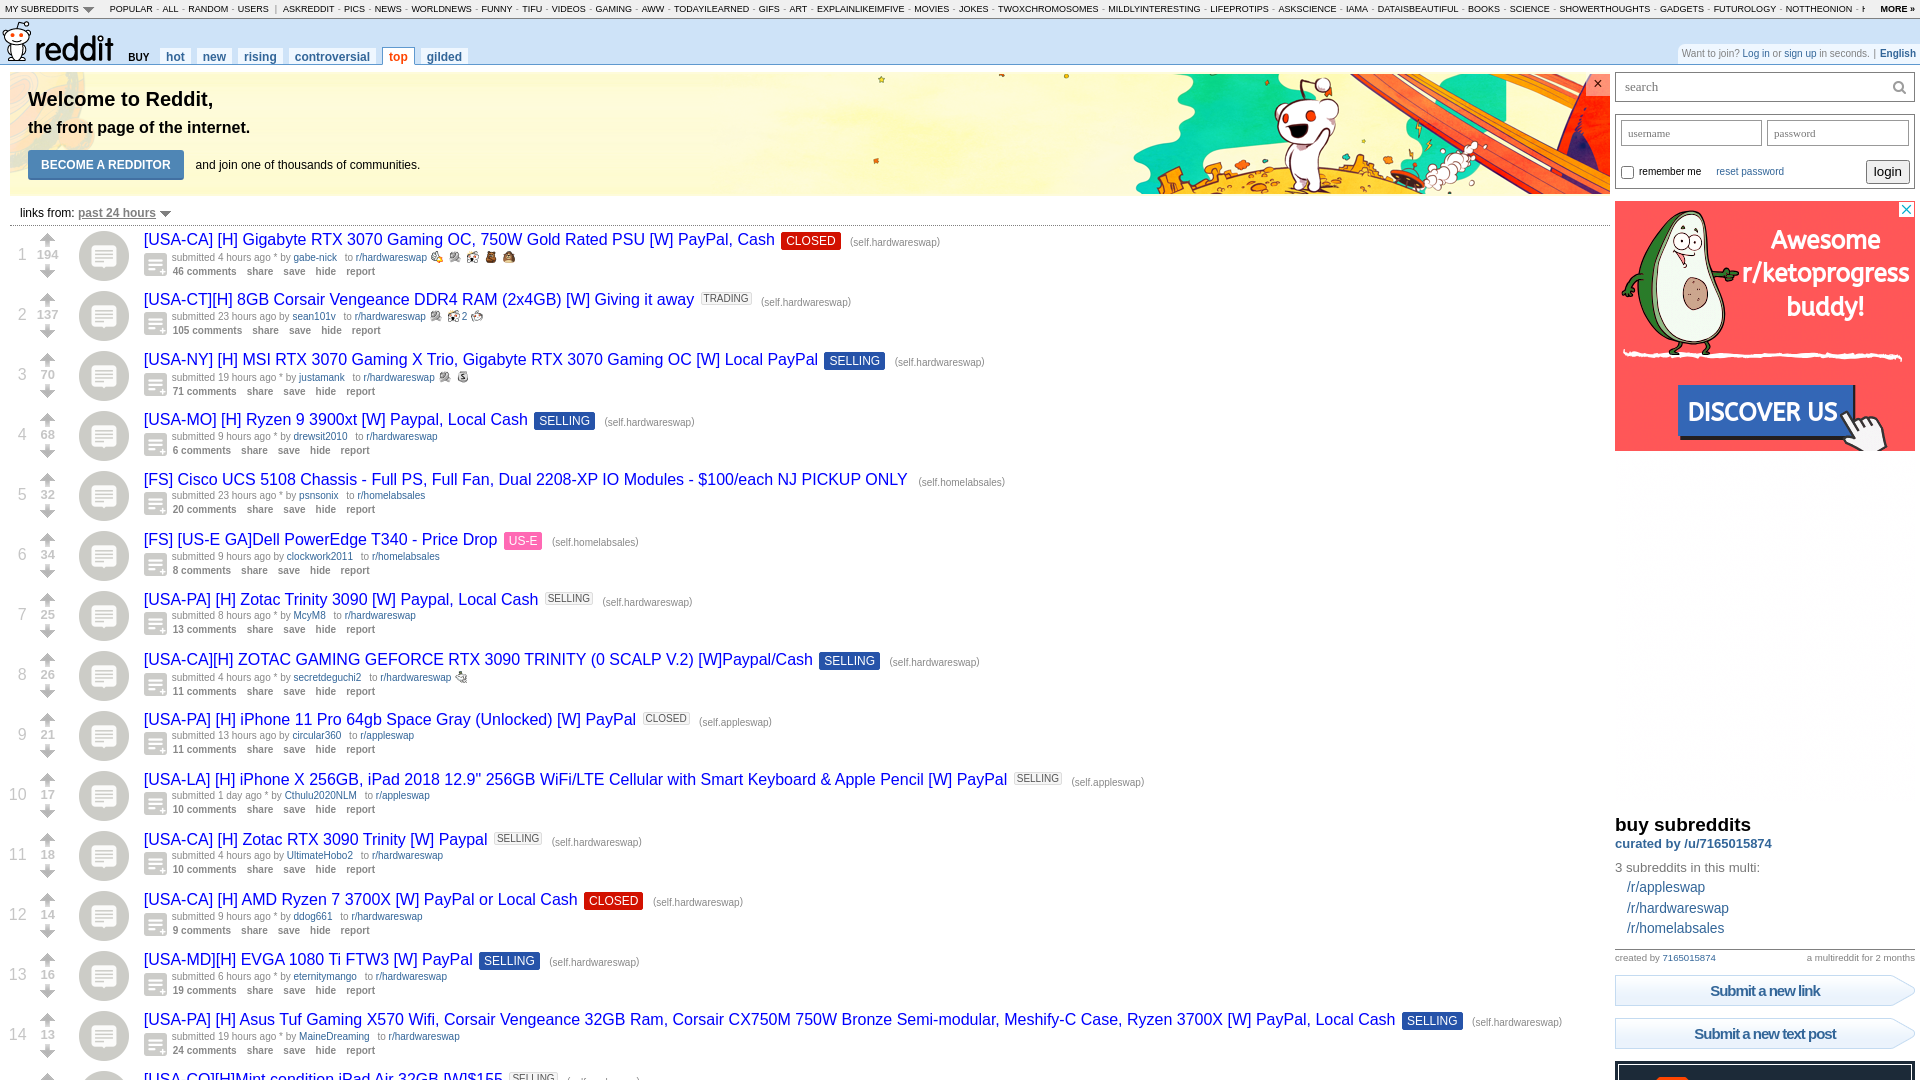 MY SUBREDDITS POPULAR - ALL - RANDOM - USERS | ASKREDDIT - PICS - NEWS - WORLDNEWS - FUNNY - TIFU - VIDEOS - GAMING - AWW - TODAYILEARNED - GIFS - ART - EXPLAINLIKEIMFIVE - MOVIES - JOKES - TWOXCHROMOSOMES - MILDLYINTERESTING - LIFEPROTIPS - ASKSCIENCE - IAMA - DATAISBEAUTIFUL - BOOKS - SCIENCE - SHOWERTHOUGHTS - GADGETS - FUTUROLOGY - NOTTHEONION - MORE »
reddit BUY hot new rising controversial top gilded
Want to join? Log in or sign up in seconds. | English
Welcome to Reddit,
the front page of the internet.
BECOME A REDDITOR and join one of thousands of communities.
×
links from: past 24 hours
1 194 [USA-CA] [H] Gigabyte RTX 3070 Gaming OC, 750W Gold Rated PSU [W] PayPal, Cash CLOSED (self.hardwareswap)
submitted 4 hours ago * by gabe-nick to r/hardwareswap
46 comments share save hide report
2 137 [USA-CT][H] 8GB Corsair Vengeance DDR4 RAM (2x4GB) [W] Giving it away TRADING (self.hardwareswap)
submitted 23 hours ago by sean101v to r/hardwareswap 2
105 comments share save hide report
3 70 [USA-NY] [H] MSI RTX 3070 Gaming X Trio, Gigabyte RTX 3070 Gaming OC [W] Local PayPal SELLING (self.hardwareswap)
submitted 19 hours ago * by justamank to r/hardwareswap
71 comments share save hide report
4 68 [USA-MO] [H] Ryzen 9 3900xt [W] Paypal, Local Cash SELLING (self.hardwareswap)
submitted 9 hours ago * by drewsit2010 to r/hardwareswap
6 comments share save hide report
5 32 [FS] Cisco UCS 5108 Chassis - Full PS, Full Fan, Dual 2208-XP IO Modules - $100/each NJ PICKUP ONLY (self.homelabsales)
submitted 23 hours ago * by psnsonix to r/homelabsales
20 comments share save hide report
6 34 [FS] [US-E GA]Dell PowerEdge T340 - Price Drop US-E (self.homelabsales)
submitted 9 hours ago by clockwork2011 to r/homelabsales
8 comments share save hide report
7 25 [USA-PA] [H] Zotac Trinity 3090 [W] Paypal, Local Cash SELLING (self.hardwareswap)
submitted 8 hours ago * by McyM8 to r/hardwareswap
13 comments share save hide report
8 26 [USA-CA][H] ZOTAC GAMING GEFORCE RTX 3090 TRINITY (0 SCALP V.2) [W]Paypal/Cash SELLING (self.hardwareswap)
submitted 4 hours ago * by secretdeguchi2 to r/hardwareswap
11 comments share save hide report
9 21 [USA-PA] [H] iPhone 11 Pro 64gb Space Gray (Unlocked) [W] PayPal CLOSED (self.appleswap)
submitted 13 hours ago by circular360 to r/appleswap
11 comments share save hide report
10 17 [USA-LA] [H] iPhone X 256GB, iPad 2018 12.9" 256GB WiFi/LTE Cellular with Smart Keyboard & Apple Pencil [W] PayPal SELLING (self.appleswap)
submitted 1 day ago * by Cthulu2020NLM to r/appleswap
10 comments share save hide report
11 18 [USA-CA] [H] Zotac RTX 3090 Trinity [W] Paypal SELLING (self.hardwareswap)
submitted 4 hours ago by UltimateHobo2 to r/hardwareswap
10 comments share save hide report
12 14 [USA-CA] [H] AMD Ryzen 7 3700X [W] PayPal or Local Cash CLOSED (self.hardwareswap)
submitted 9 hours ago * by ddog661 to r/hardwareswap
9 comments share save hide report
13 16 [USA-MD][H] EVGA 1080 Ti FTW3 [W] PayPal SELLING (self.hardwareswap)
submitted 6 hours ago * by eternitymango to r/hardwareswap
19 comments share save hide report
14 13 [USA-PA] [H] Asus Tuf Gaming X570 Wifi, Corsair Vengeance 32GB Ram, Corsair CX750M 750W Bronze Semi-modular, Meshify-C Case, Ryzen 3700X [W] PayPal, Local Cash SELLING (self.hardwareswap)
submitted 19 hours ago * by MaineDreaming to r/hardwareswap
24 comments share save hide report
[USA-CO][H]Mint condition iPad Air 32GB [W]$155 SELLING
search
username password
remember me reset password login
Awesome
r/ketoprogress
buddy!
DISCOVER US
buy subreddits
curated by /u/7165015874
3 subreddits in this multi:
/r/appleswap
/r/hardwareswap
/r/homelabsales
created by 7165015874 a multireddit for 2 months
Submit a new link
Submit a new text post